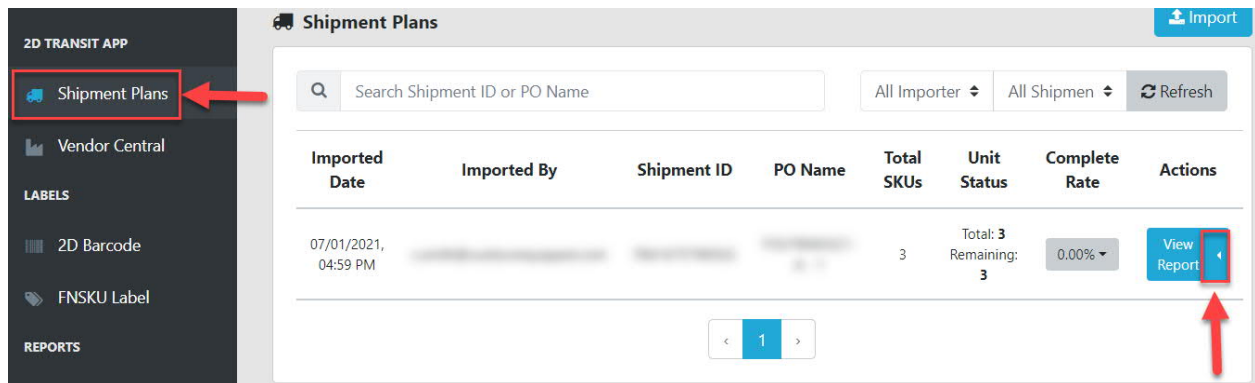 2D TRANSIT APP
Shipment Plans
Vendor Central
LABELS
2D Barcode
FNSKU Label
REPORTS
Shipment Plans
Import
Search Shipment ID or PO Name
All Importer
All Shipmen
Refresh
Imported
Date
Imported By
Shipment ID
PO Name
Total
SKUs
Unit
Status
Complete
Rate
Actions
07/01/2021,
04:59 PM
3
Total: 3
Remaining:
3
0.00%
View
Report
1